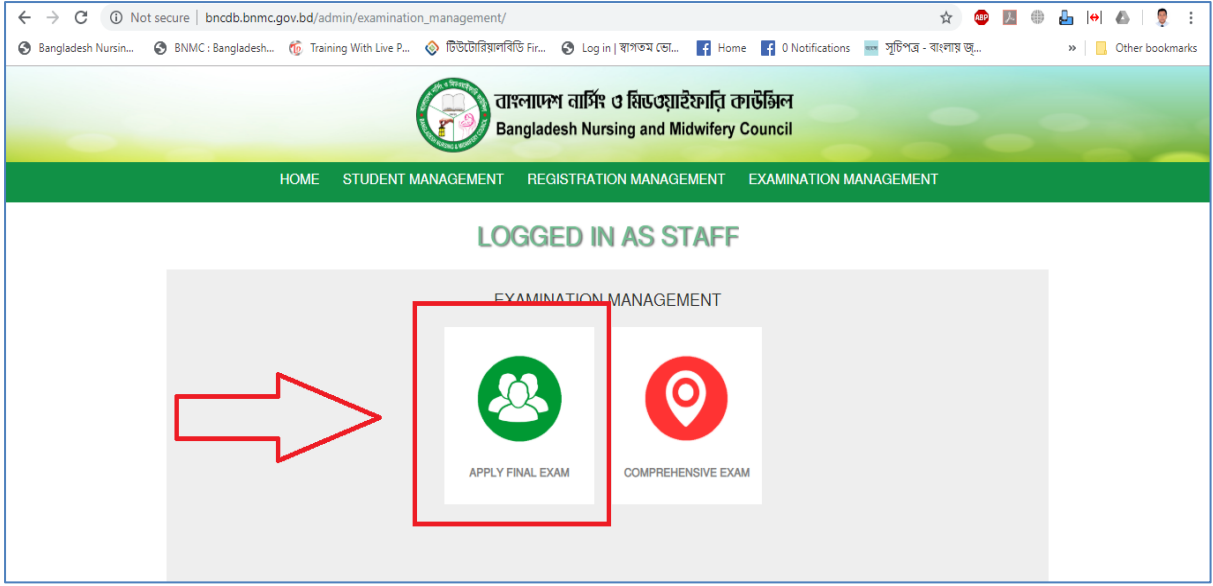 Not secure | bncdb.bnmc.gov.bd/admin/examination_management/
Bangladesh Nursin... BNMC : Bangladesh... Training With Live P... টিউটোরিয়ালবিডি Fir... Log in | স্বাগতম ভো... Home 0 Notifications সূচিপত্র - বাংলায় জ্... » Other bookmarks
বাংলাদেশ নার্সিং ও মিডওয়াইফারি কাউন্সিল
Bangladesh Nursing and Midwifery Council
HOME STUDENT MANAGEMENT REGISTRATION MANAGEMENT EXAMINATION MANAGEMENT
LOGGED IN AS STAFF
EXAMINATION MANAGEMENT
APPLY FINAL EXAM COMPREHENSIVE EXAM